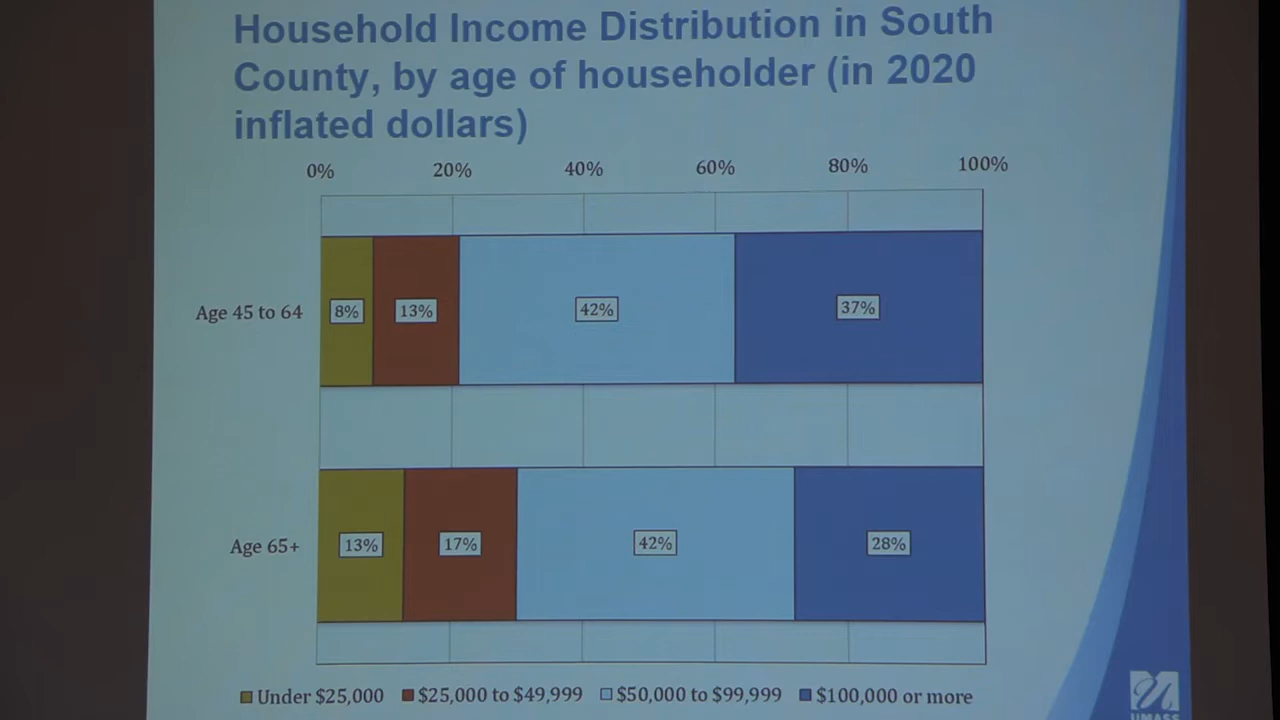 Household Income Distribution in South
County, by age of householder (in 2020
inflated dollars)
0% 20% 40% 60% 80% 100%
Age 45 to 64 8% 13% 42% 37%
Age 65+ 13% 17% 42% 28%
Under $25,000 $25,000 to $49,999 $50,000 to $99,999 $100,000 or more
UMASS